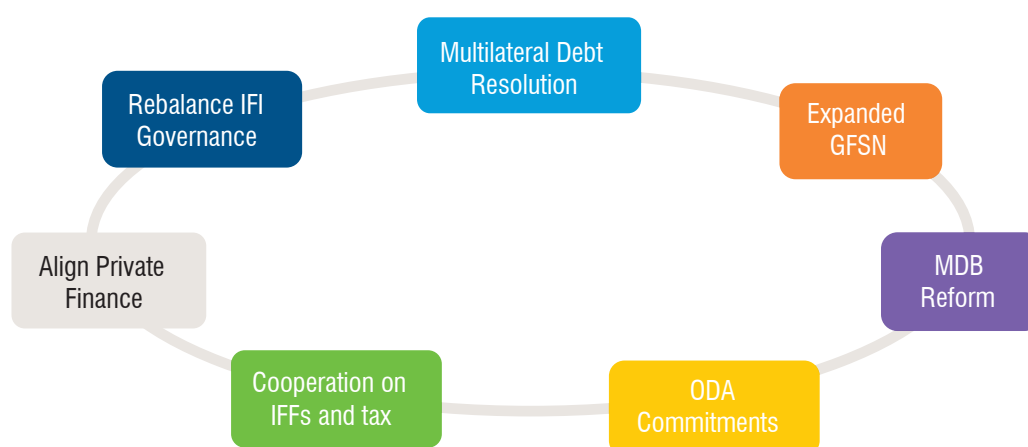 Multilateral Debt
Resolution
Rebalance IFI
Governance
Expanded
GFSN
Align Private
Finance
MDB
Reform
Cooperation on
IFFs and tax
ODA
Commitments